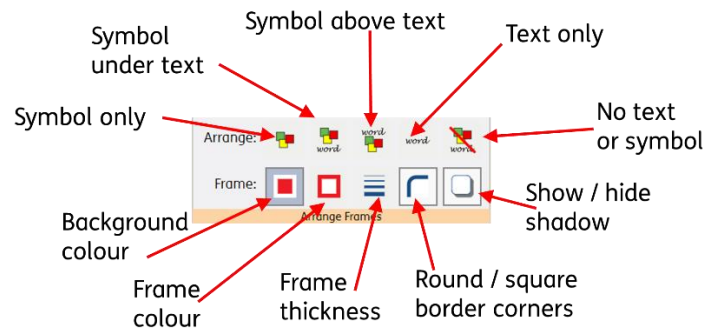 Symbol above text
Symbol
under text
Text only
Symbol only
No text
or symbol
Arrange:
word
word
word
word
Frame:
Arrange Frames
Show / hide
shadow
Background
colour
Frame
colour
Frame
thickness
Round / square
border corners